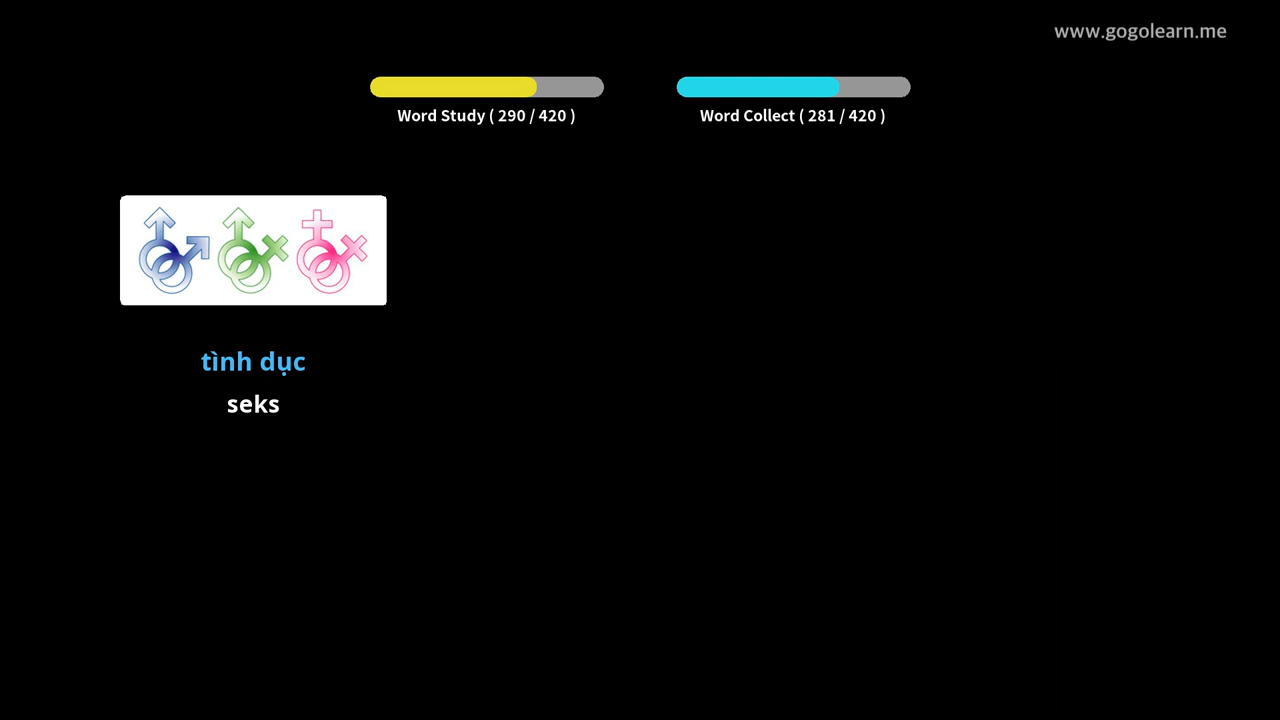 www.gogolearn.me
Word Study ( 290 / 420 )
Word Collect ( 281 / 420 )
tình dục
seks